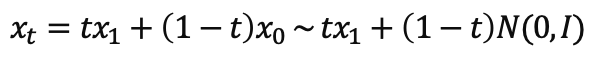 x_t = tx_1 + (1 − t)x_0 ~ tx_1 + (1 − t)N(0, I)